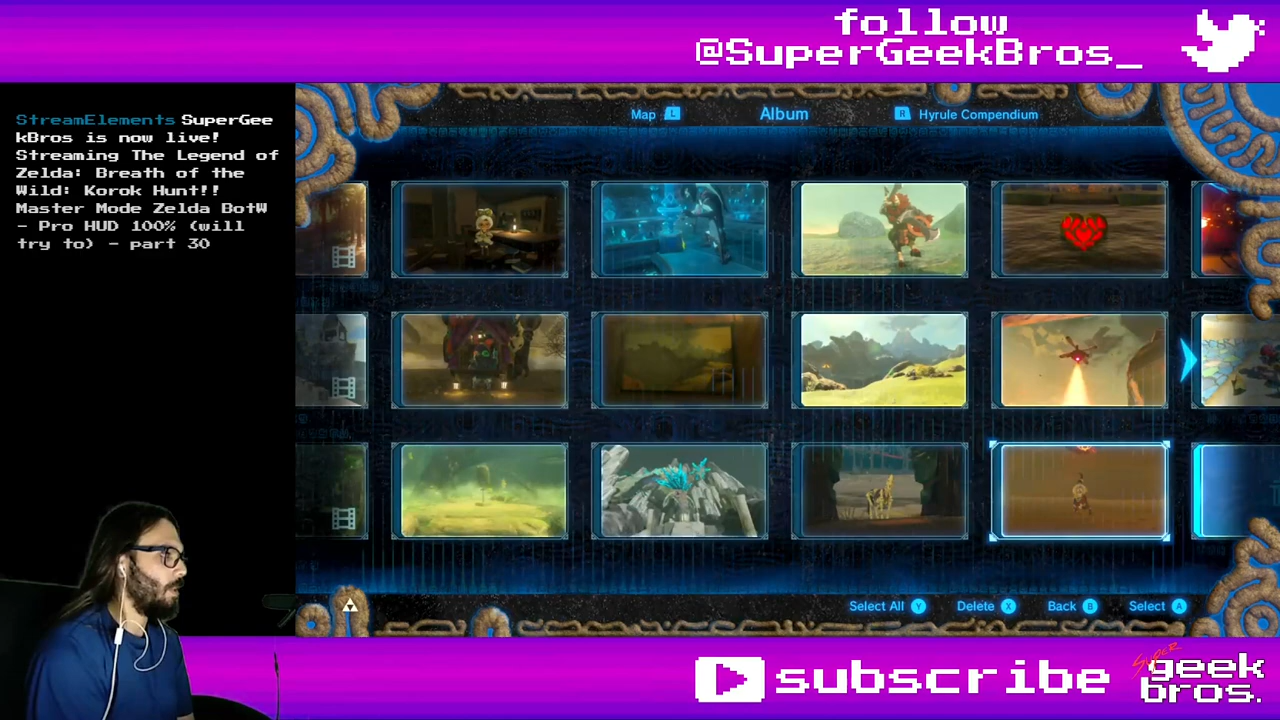 follow
@SuperGeekBros_
StreamElements SuperGee
kBros is now live!
Streaming The Legend of
Zelda: Breath of the
Wild: Korok Hunt!!
Master Mode Zelda BotW
- Pro HUD 100% (will
try to) - part 30
Map L
Album
R Hyrule Compendium
Select All Y
Delete X
Back B
Select A
subscribe
super
geek
bros.